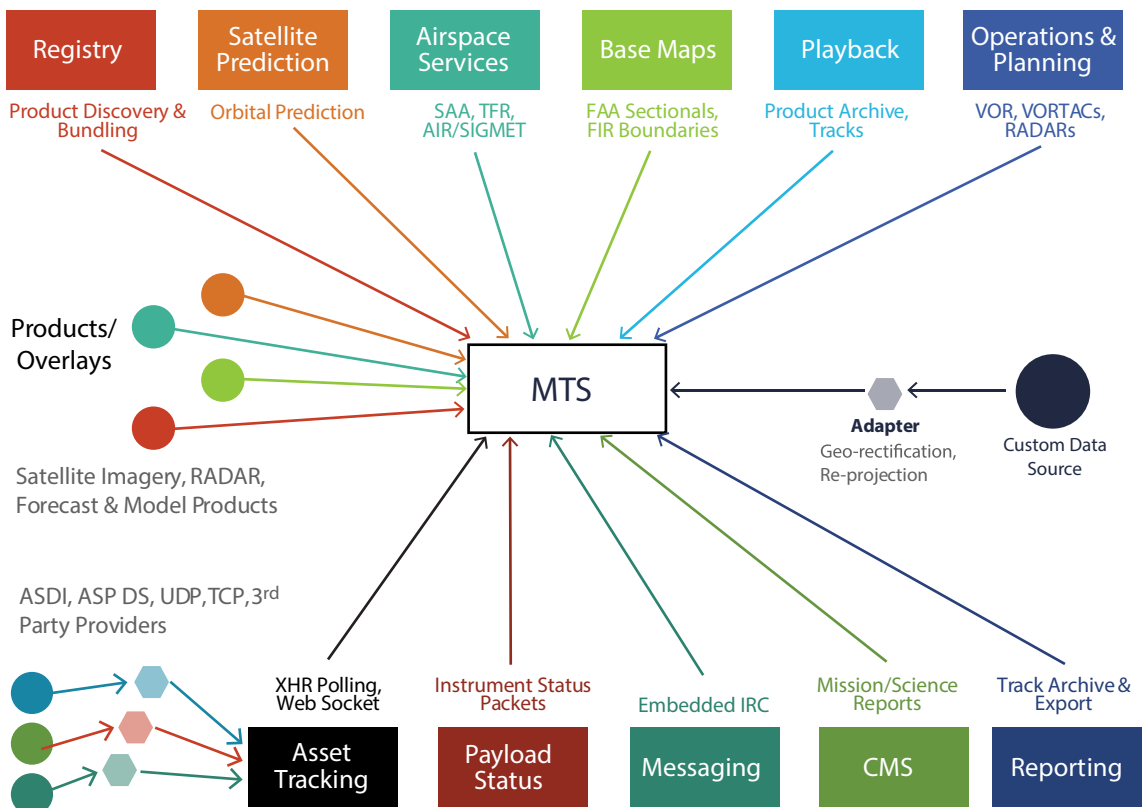 Registry
Satellite
Prediction
Airspace
Services
Base Maps
Playback
Operations &
Planning
Product Discovery &
Bundling
Orbital Prediction
SAA, TFR,
AIR/SIGMET
FAA Sectionals,
FIR Boundaries
Product Archive,
Tracks
VOR, VORTACs,
RADARs
Products/
Overlays
MTS
Adapter
Geo-rectification,
Re-projection
Custom Data
Source
Satellite Imagery, RADAR,
Forecast & Model Products
ASDI, ASP DS, UDP, TCP, 3rd
Party Providers
XHR Polling,
Web Socket
Instrument Status
Packets
Embedded IRC
Mission/Science
Reports
Track Archive &
Export
Asset
Tracking
Payload
Status
Messaging
CMS
Reporting